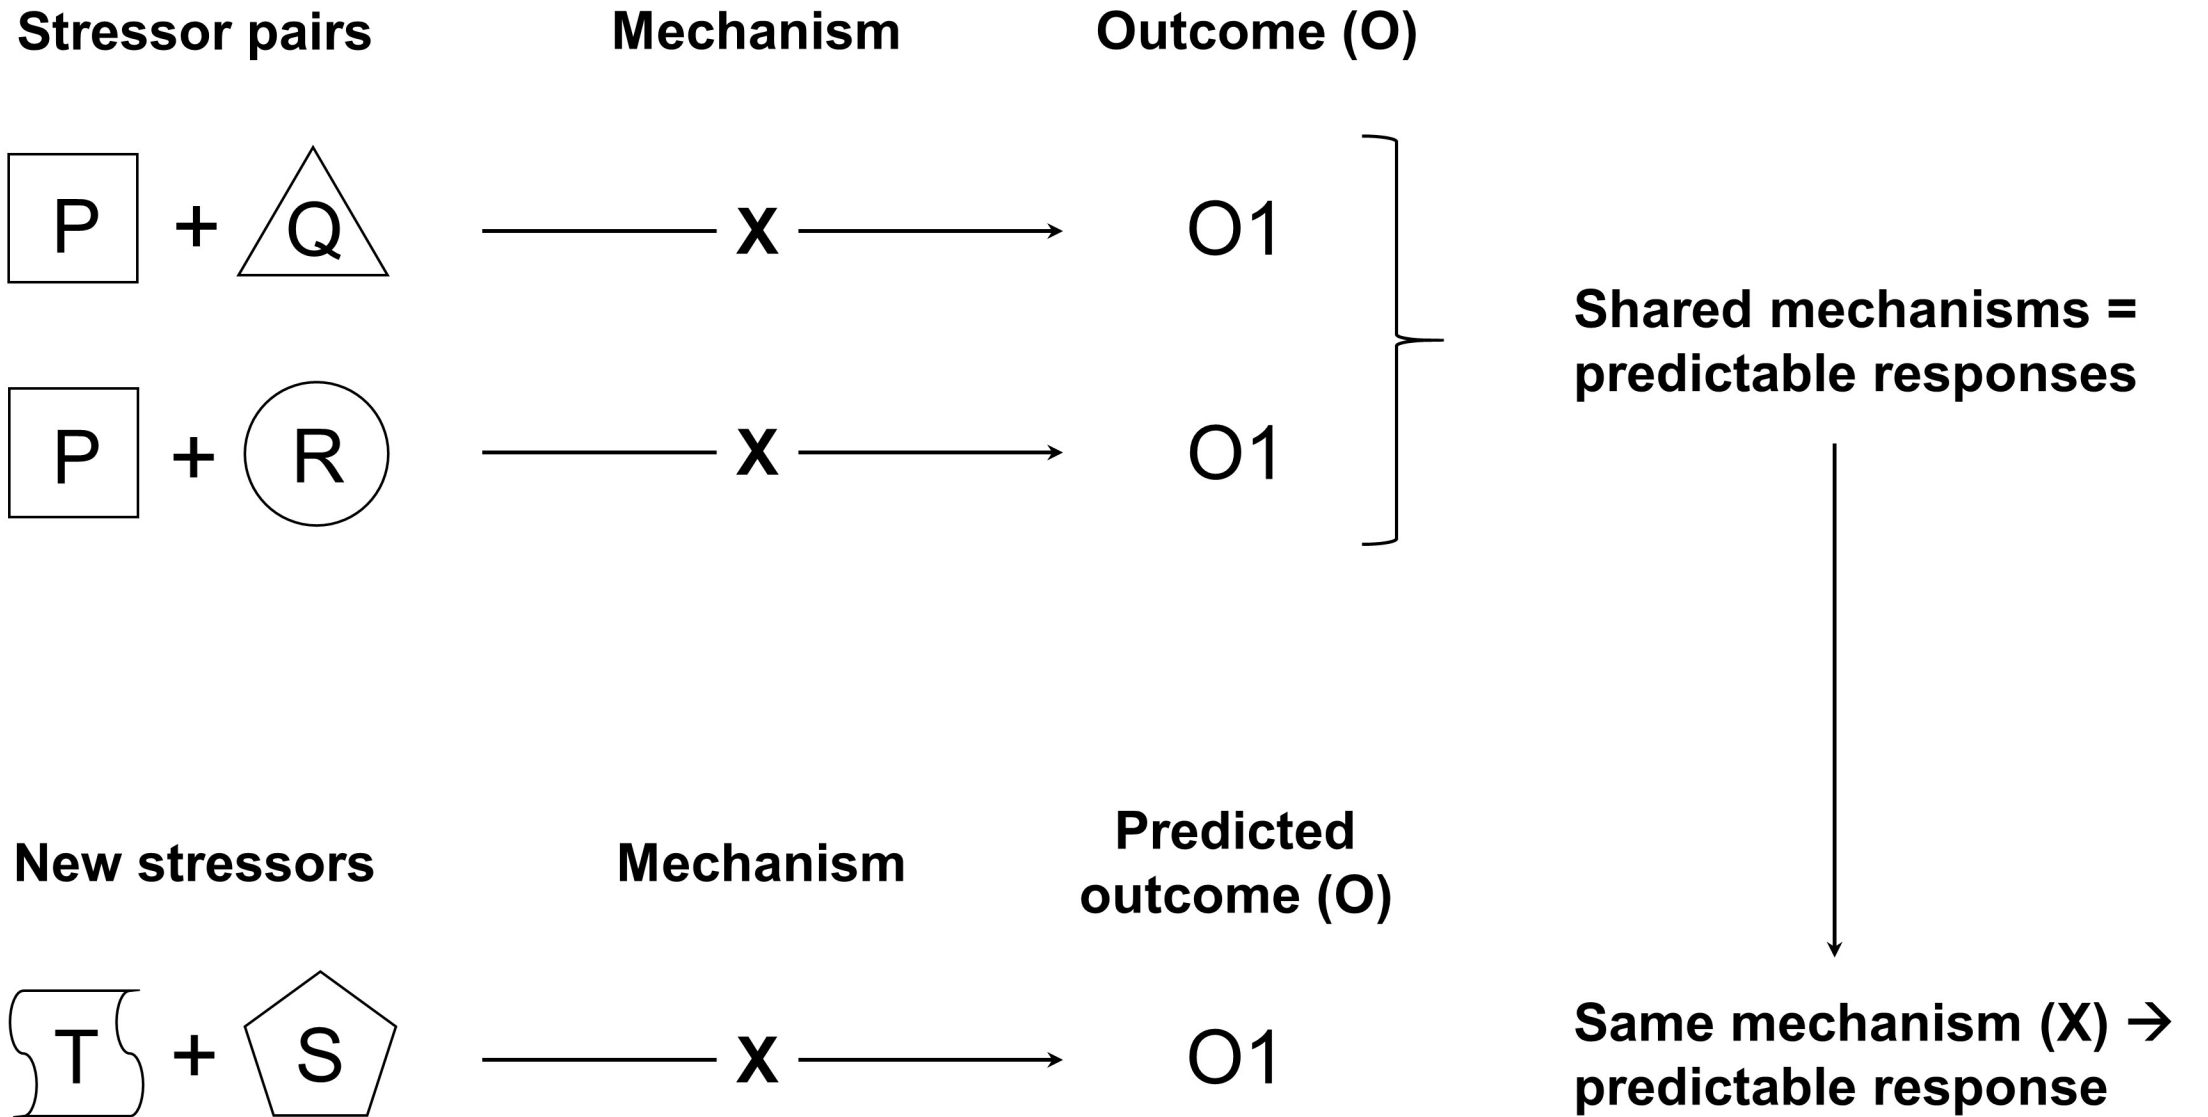 Stressor pairs Mechanism Outcome (O)
P + Q X O1
P + R X O1
Shared mechanisms =
predictable responses
New stressors Mechanism Predicted
outcome (O)
T + S X O1
Same mechanism (X) →
predictable response